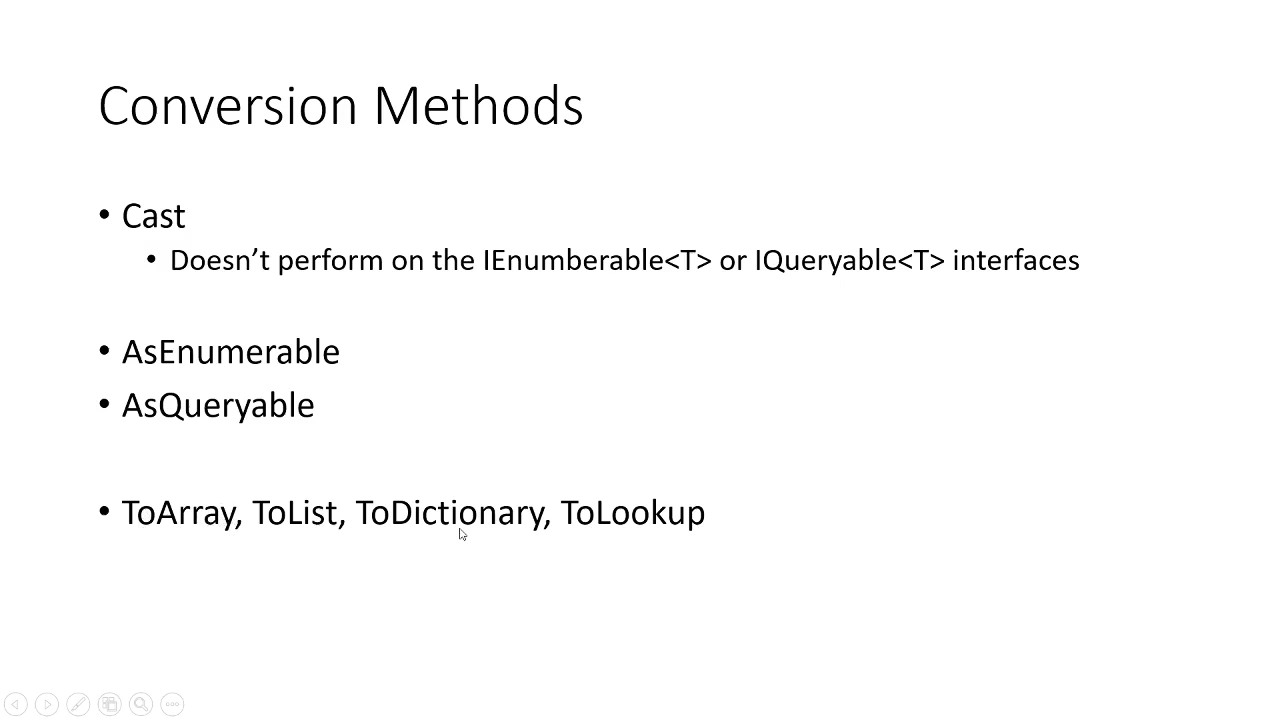 Conversion Methods
• Cast
• Doesn’t perform on the IEnumberable<T> or IQueryable<T> interfaces
• AsEnumerable
• AsQueryable
• ToArray, ToList, ToDictionary, ToLookup